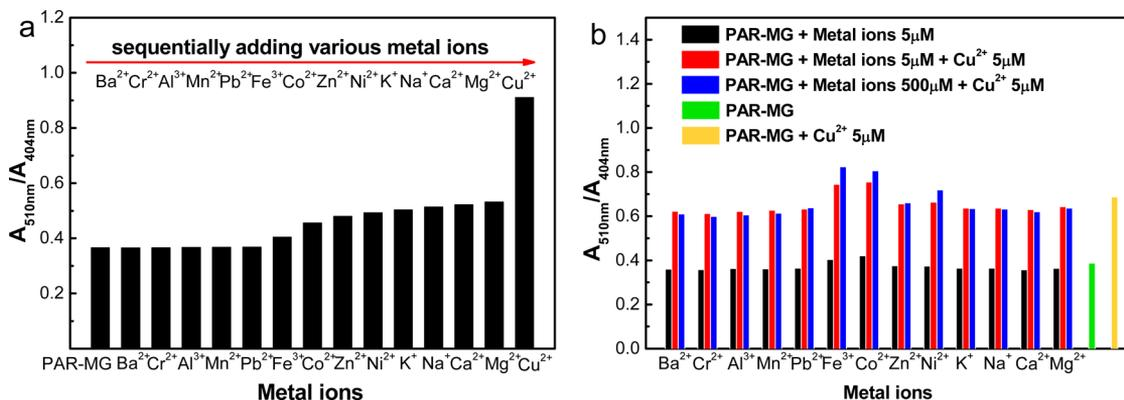 a
1.2
1.0
0.8
0.6
0.4
0.2
A510nm/A404nm
sequentially adding various metal ions
Ba2+Cr2+Al3+Mn2+Pb2+Fe3+Co2+Zn2+Ni2+K+Na+Ca2+Mg2+Cu2+
PAR-MG Ba2+Cr2+Al3+Mn2+Pb2+Fe3+Co2+Zn2+Ni2+ K+ Na+Ca2+Mg2+Cu2+
Metal ions
b
1.4
1.2
1.0
0.8
0.6
0.4
0.2
0.0
A510nm/A404nm
PAR-MG + Metal ions 5μM
PAR-MG + Metal ions 5μM + Cu2+ 5μM
PAR-MG + Metal ions 500μM + Cu2+ 5μM
PAR-MG
PAR-MG + Cu2+ 5μM
Ba2+ Cr2+ Al3+ Mn2+ Pb2+ Fe3+ Co2+ Zn2+ Ni2+ K+ Na+ Ca2+ Mg2+
Metal ions